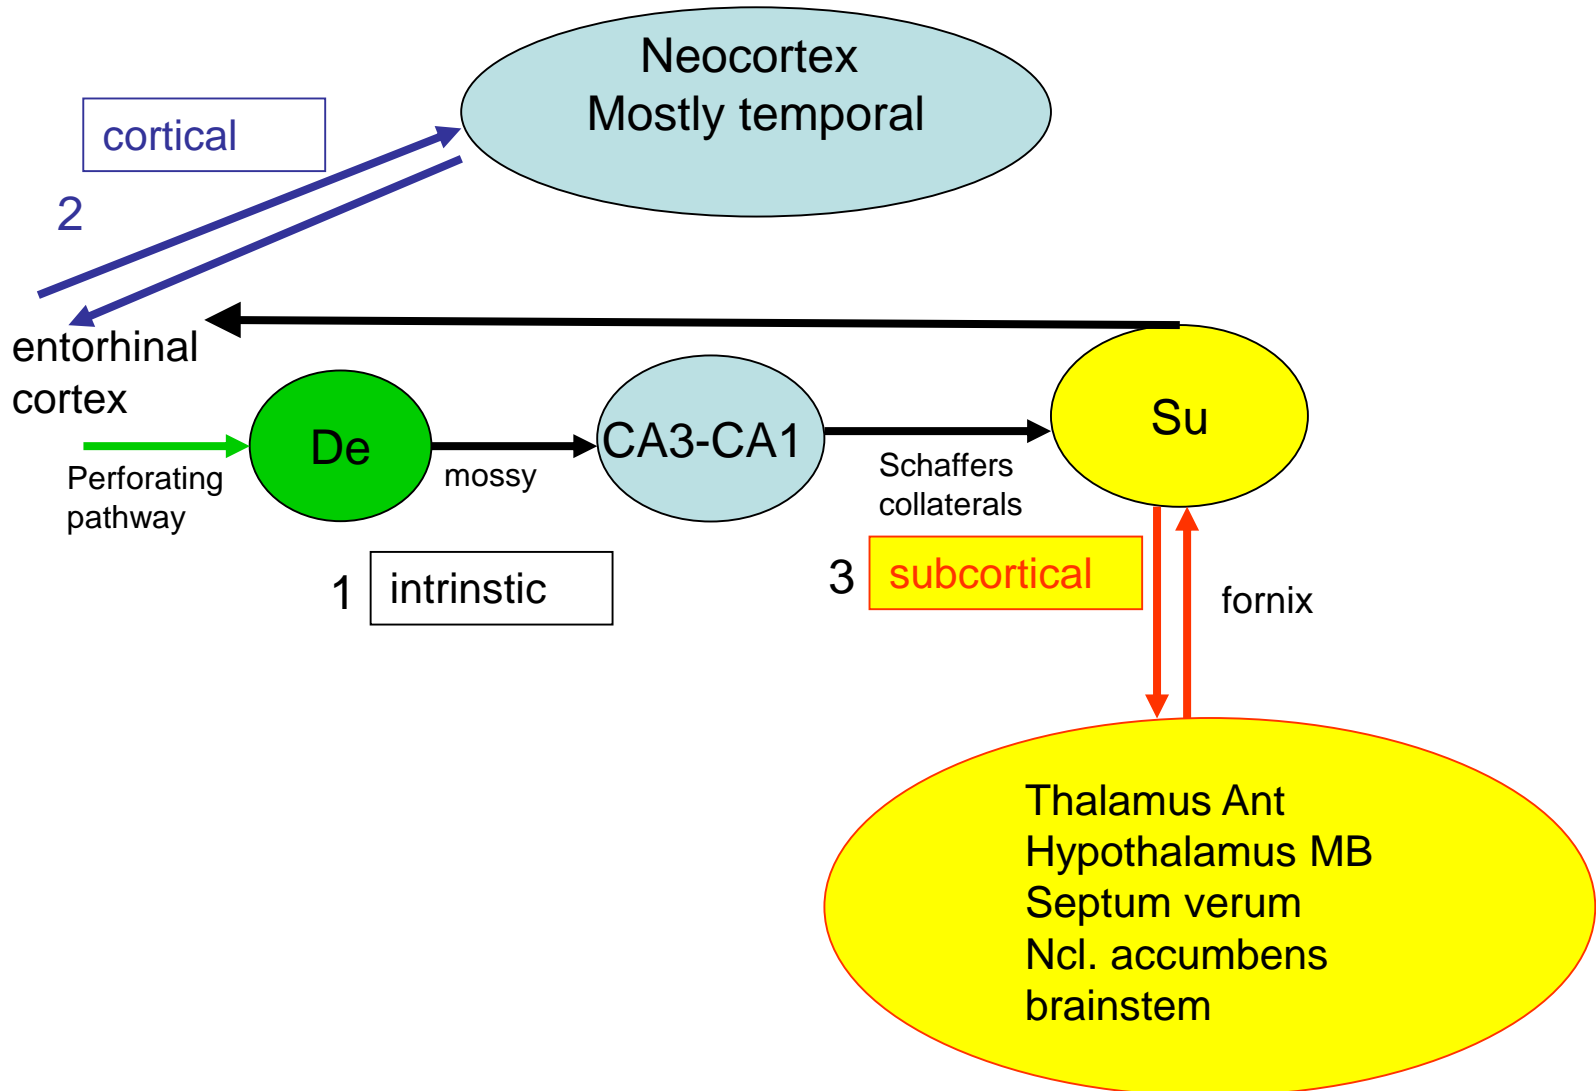 Neocortex
Mostly temporal
cortical
2
entorhinal
cortex
De
CA3-CA1
Su
Perforating
pathway
mossy
Schaffers
collaterals
1
intrinstic
3
subcortical
fornix
Thalamus Ant
Hypothalamus MB
Septum verum
Ncl. accumbens
brainstem